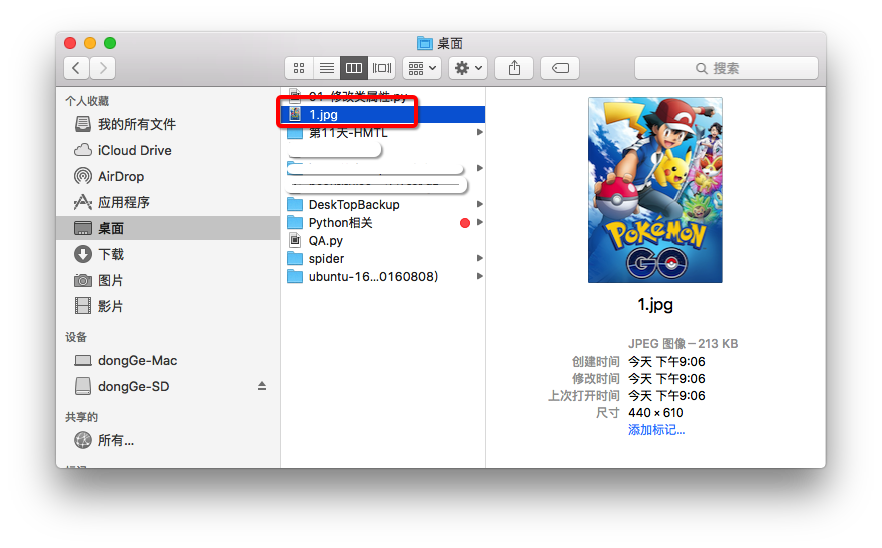 桌面
搜索
个人收藏
我的所有文件
iCloud Drive
AirDrop
应用程序
桌面
下载
图片
影片
设备
dongGe-Mac
dongGe-SD
共享的
所有...
01-修改类属性.py
1.jpg
第11天-HMTL
DeskTopBackup
Python相关
QA.py
spider
ubuntu-16...0160808)
POKéMON
GO
1.jpg
JPEG 图像－213 KB
创建时间 今天 下午9:06
修改时间 今天 下午9:06
上次打开时间 今天 下午9:06
尺寸 440 × 610
添加标记...